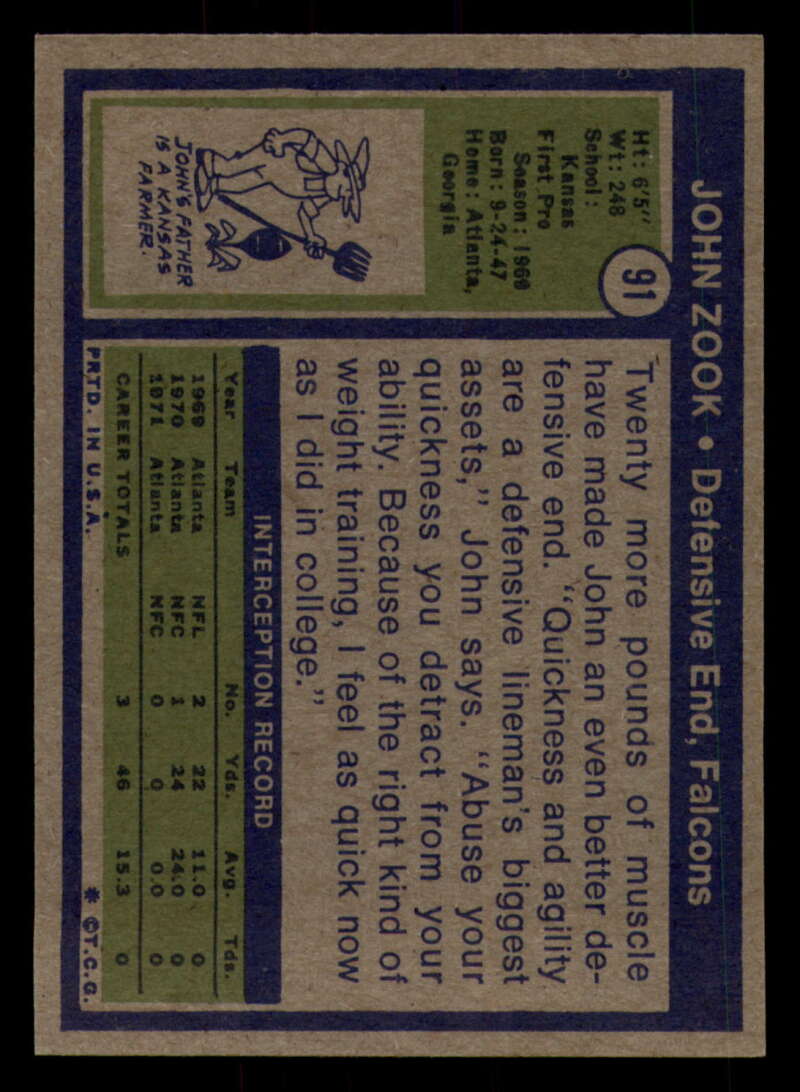 JOHN ZOOK • Defensive End, Falcons
91
Ht: 6'5"
Wt: 248
School:
Kansas
First Pro
Season: 1969
Born: 9-24-47
Home: Atlanta,
Georgia
JOHN'S FATHER
IS A KANSAS
FARMER.
Twenty more pounds of muscle
have made John an even better de-
fensive end. "Quickness and agility
are a defensive lineman's biggest
assets," John says. "Abuse your
quickness you detract from your
ability. Because of the right kind of
weight training, I feel as quick now
as I did in college."
INTERCEPTION RECORD
Year Team No. Yds. Avg. Tds.
1969 Atlanta NFL 2 22 11.0 0
1970 Atlanta NFC 1 24 24.0 0
1971 Atlanta NFC 0 0 0.0 0
CAREER TOTALS 3 46 15.3 0
PRTD. IN U.S.A. * ©T.C.G.